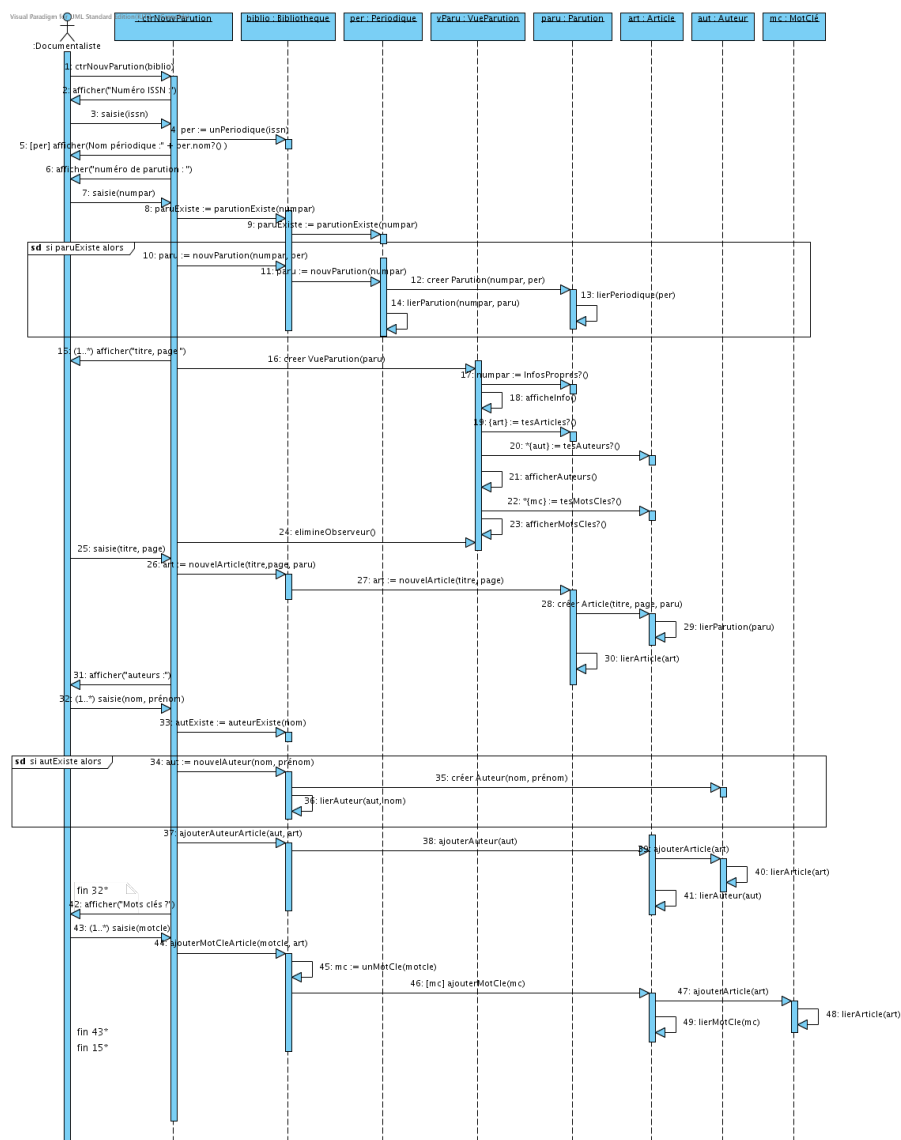 :ctrNouvParution
biblio : Bibliotheque
per : Periodique
vParu : VueParution
paru : Parution
art : Article
aut : Auteur
mc : MotClé
:Documentaliste
1: ctrNouvParution(biblio)
2: afficher("Numéro ISSN :")
3: saisie(issn)
4: per := unPeriodique(issn)
5: [per] afficher(Nom périodique :" + per.nom?() )
6: afficher("numéro de parution : ")
7: saisie(numpar)
8: paruExiste := parutionExiste(numpar)
9: paruExiste := parutionExiste(numpar)
sd si paruExiste alors
10: paru := nouvParution(numpar, per)
11: paru := nouvParution(numpar)
12: creer Parution(numpar, per)
13: lierPeriodique(per)
14: lierParution(numpar, paru)
15: (1..*) afficher("titre, page ")
16: creer VueParution(paru)
17: numpar := InfosPropres?()
18: afficheInfo()
19: {art} := tesArticles?()
20: *{aut} := tesAuteurs?()
21: afficherAuteurs()
22: *{mc} := tesMotsCles?()
23: afficherMotsCles?()
24: elimineObserveur()
25: saisie(titre, page)
26: art := nouvelArticle(titre,page, paru)
27: art := nouvelArticle(titre, page)
28: créer Article(titre, page, paru)
29: lierParution(paru)
30: lierArticle(art)
31: afficher("auteurs :")
32: (1..*) saisie(nom, prénom)
33: autExiste := auteurExiste(nom)
sd si autExiste alors
34: aut := nouvelAuteur(nom, prénom)
35: créer Auteur(nom, prénom)
36: lierAuteur(aut, nom)
37: ajouterAuteurArticle(aut, art)
38: ajouterAuteur(aut)
39: ajouterArticle(art)
40: lierArticle(art)
41: lierAuteur(aut)
fin 32*
42: afficher("Mots clés ?")
43: (1..*) saisie(motcle)
44: ajouterMotCleArticle(motcle, art)
45: mc := unMotCle(motcle)
46: [mc] ajouterMotCle(mc)
47: ajouterArticle(art)
48: lierArticle(art)
49: lierMotCle(mc)
fin 43*
fin 15*